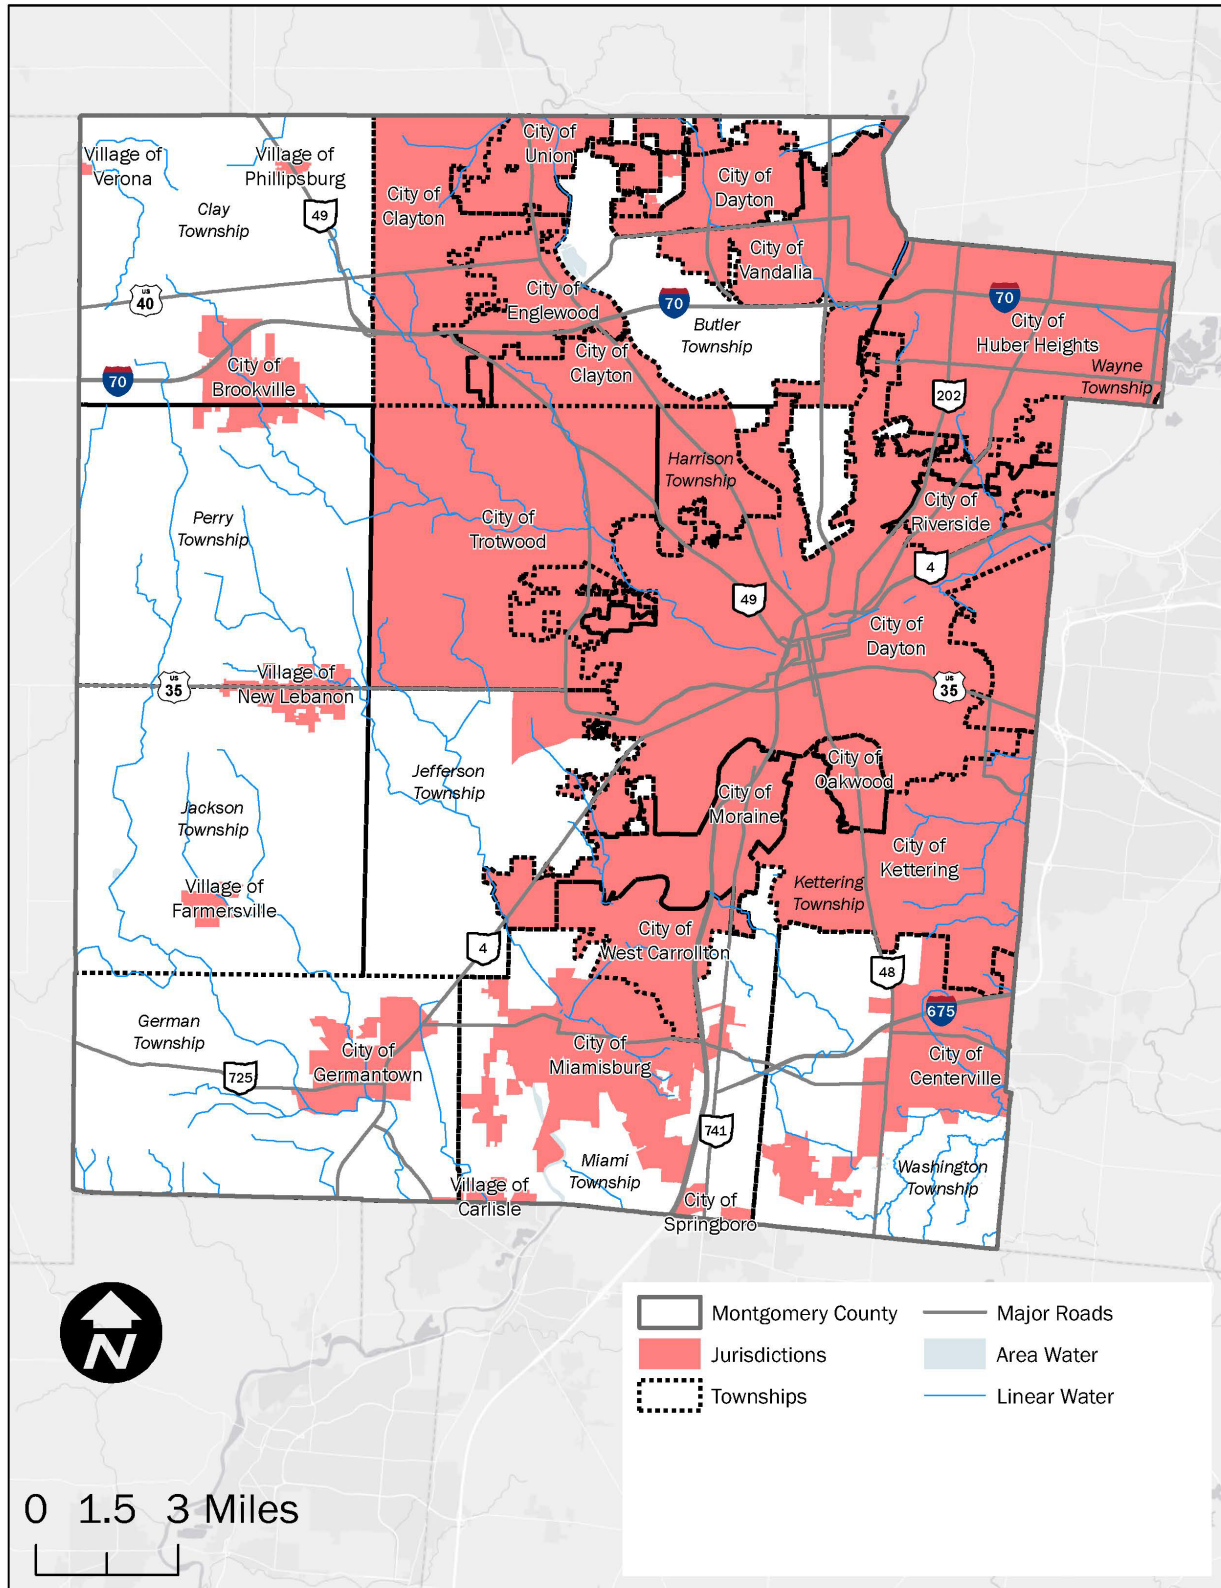 City of
Union
Village of
Verona
Village of
Phillipsburg
City of
Clayton
City of
Dayton
Clay
Township
49
City of
Vandalia
US
40
City of
Englewood
70
70
Butler
Township
City of
Huber Heights
City of
Clayton
City of
Brookville
70
Wayne
Township
202
Harrison
Township
City of
Riverside
Perry
Township
City of
Trotwood
4
49
City of
Dayton
Village of
New Lebanon
US
35
US
35
Jefferson
Township
City of
Oakwood
City of
Moraine
Jackson
Township
City of
Kettering
Village of
Farmersville
Kettering
Township
City of
West Carrollton
4
48
675
German
Township
City of
Germantown
City of
Miamisburg
City of
Centerville
725
741
Miami
Township
Washington
Township
Village of
Carlisle
City of
Springboro
N
Montgomery County
Jurisdictions
Townships
Major Roads
Area Water
Linear Water
0 1.5 3 Miles